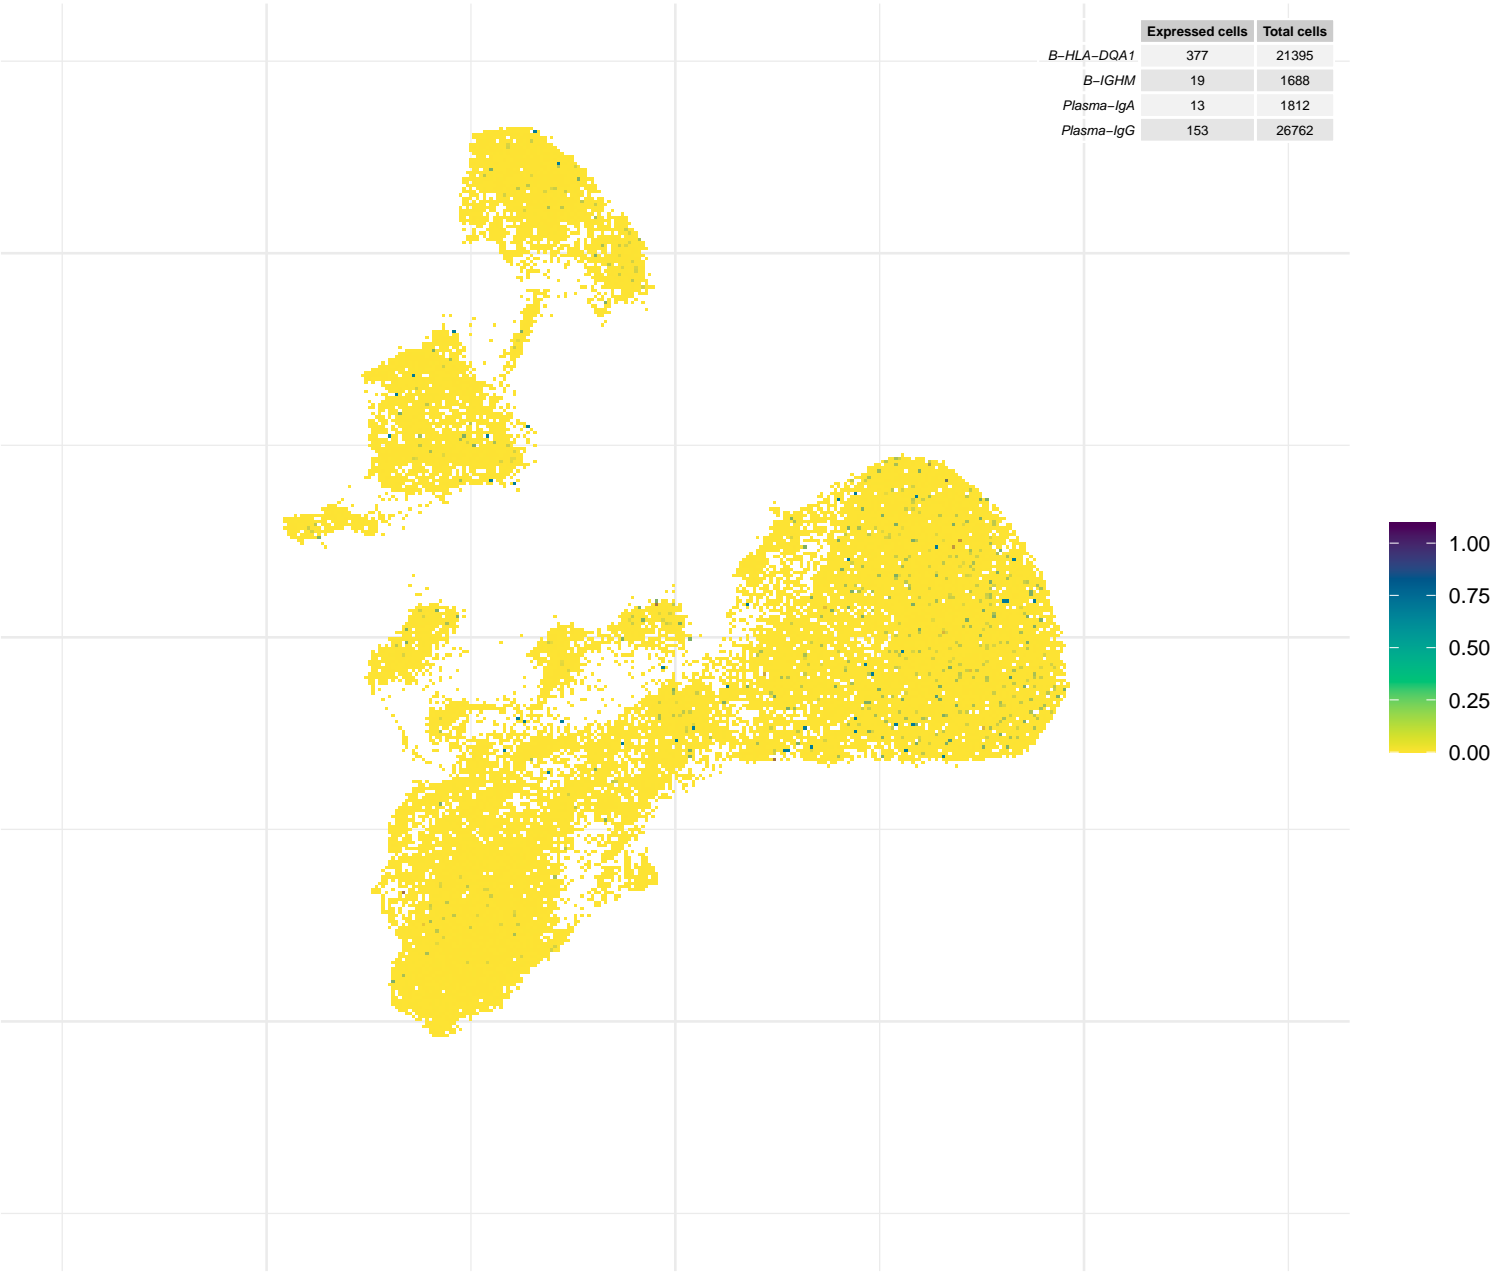 Expressed cells Total cells
B−HLA−DQA1 377 21395
B−IGHM 19 1688
Plasma−IgA 13 1812
Plasma−IgG 153 26762
1.00
0.75
0.50
0.25
0.00